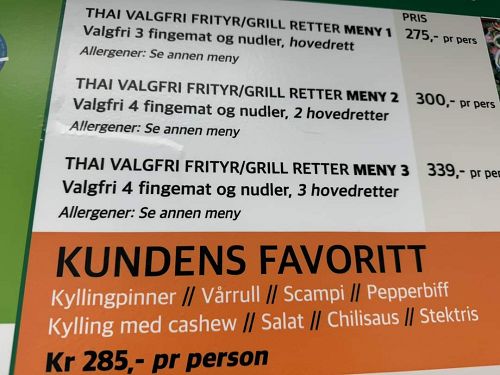 THAI VALGFRI FRITYR/GRILL RETTER MENY 1 PRIS
Valgfri 3 fingemat og nudler, hovedrett 275,- pr pers
Allergener: Se annen meny
THAI VALGFRI FRITYR/GRILL RETTER MENY 2
Valgfri 4 fingemat og nudler, 2 hovedretter 300,- pr pers
Allergener: Se annen meny
THAI VALGFRI FRITYR/GRILL RETTER MENY 3 339,- pr per
Valgfri 4 fingemat og nudler, 3 hovedretter
Allergener: Se annen meny
KUNDENS FAVORITT
Kyllingpinner // Vårrull // Scampi // Pepperbiff
Kylling med cashew // Salat // Chilisaus // Stektris
Kr 285,- pr person